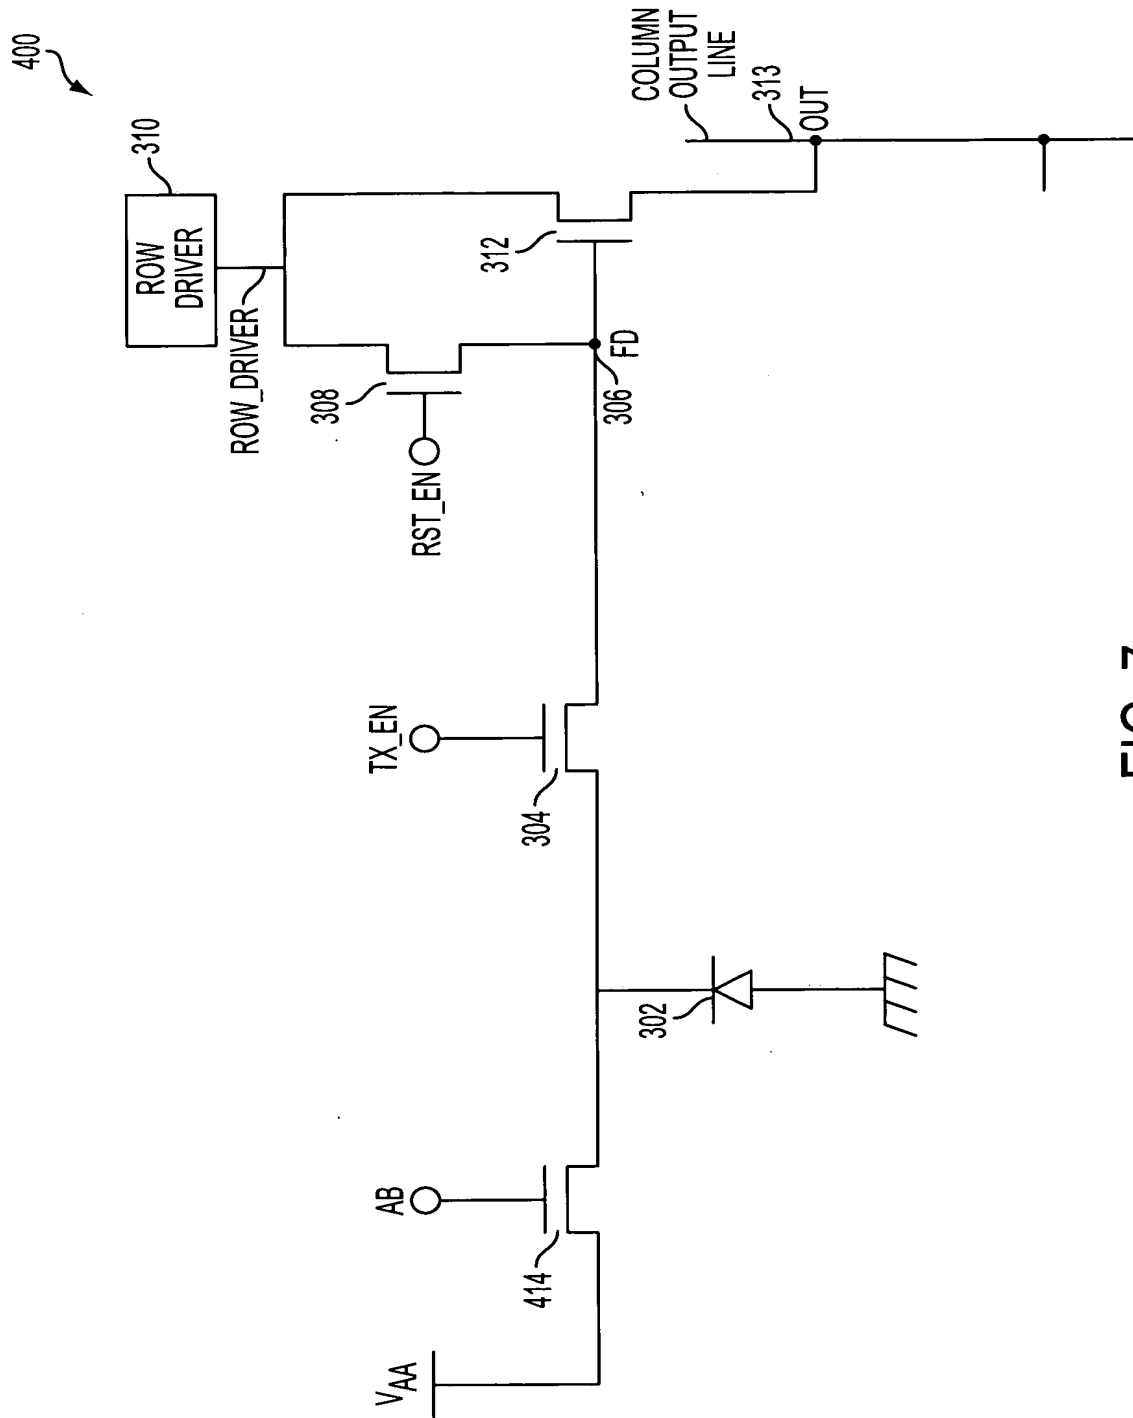 400
310
ROW
DRIVER
ROW_DRIVER
COLUMN
OUTPUT
LINE
313
OUT
312
308
RST_EN
FD
306
TX_EN
304
302
AB
414
VAA